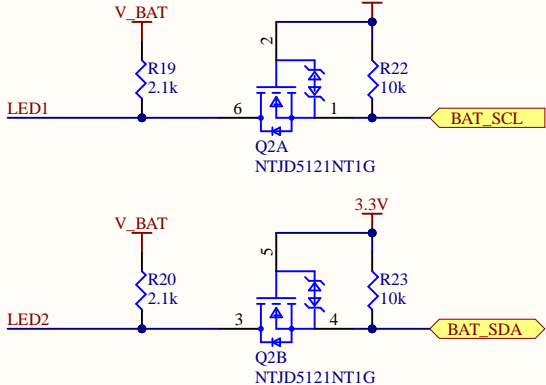 V_BAT
2
R19
2.1k
R22
10k
LED1
6
1
BAT_SCL
Q2A
NTJD5121NT1G
3.3V
V_BAT
5
R20
2.1k
R23
10k
LED2
3
4
BAT_SDA
Q2B
NTJD5121NT1G